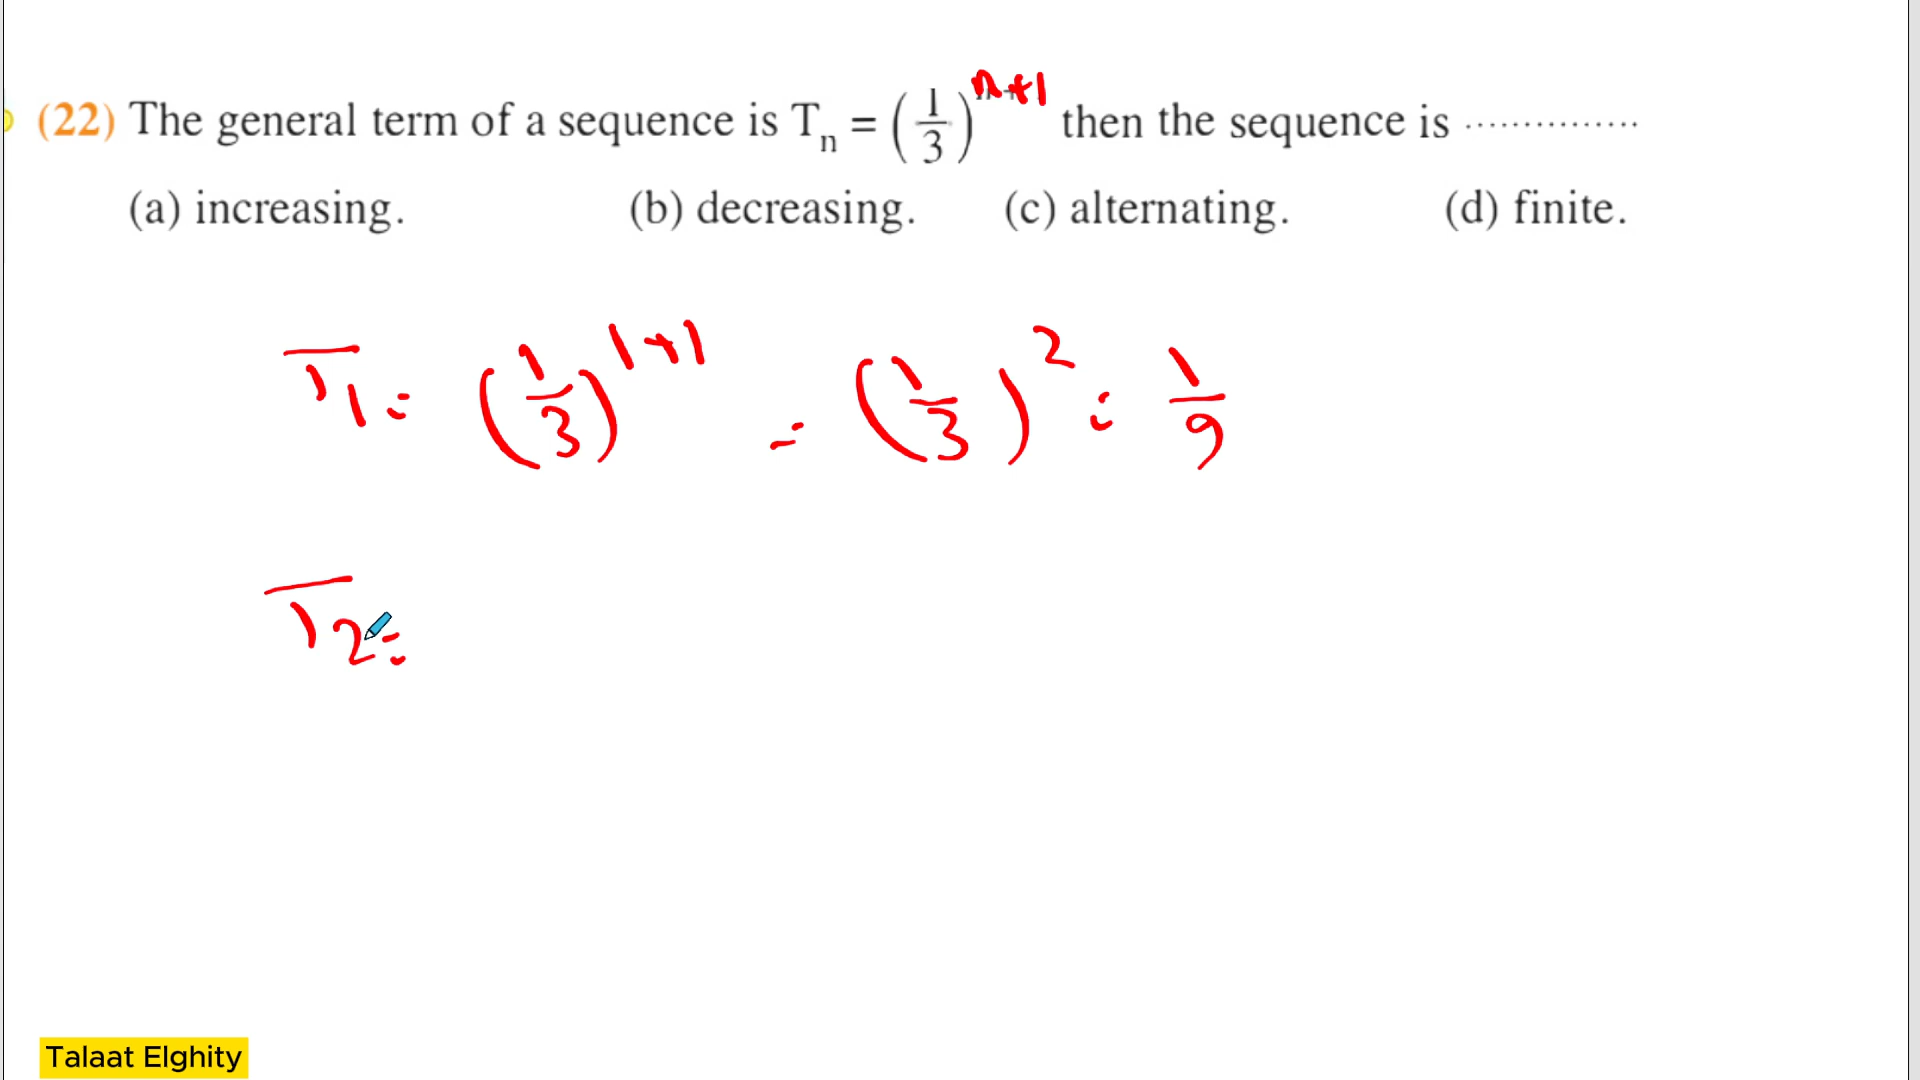 (22) The general term of a sequence is Tₙ = (1/3)ⁿ⁺¹ then the sequence is ...............
(a) increasing. (b) decreasing. (c) alternating. (d) finite.
T₁ = (1/3)¹⁺¹ = (1/3)² = 1/9
T₂ =
Talaat Elghity